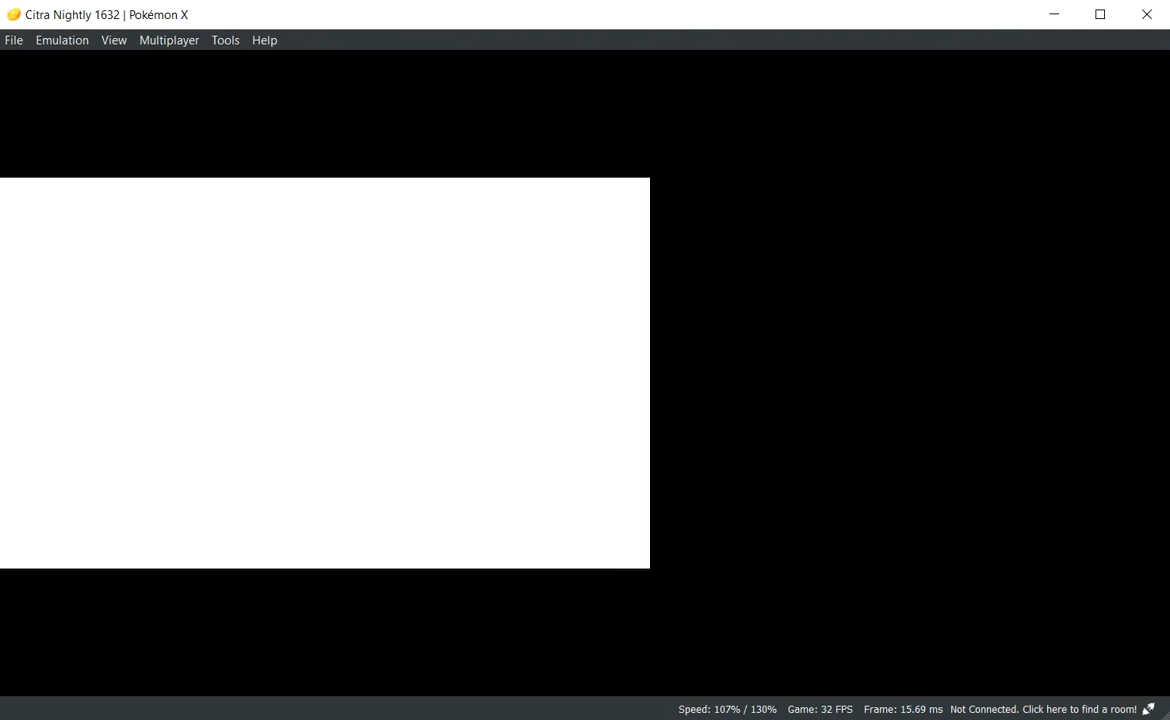 Citra Nightly 1632 | Pokémon X
File Emulation View Multiplayer Tools Help
Speed: 107% / 130% Game: 32 FPS Frame: 15.69 ms Not Connected. Click here to find a room!